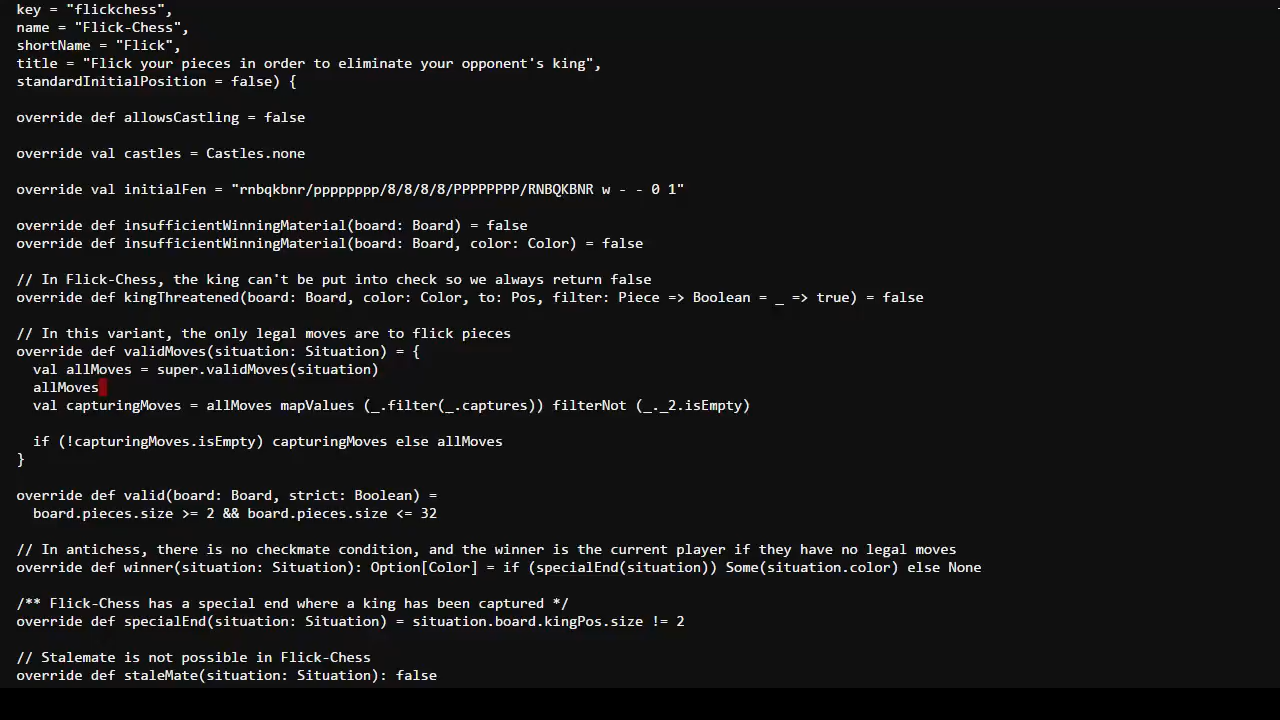 key = "flickchess",
name = "Flick-Chess",
shortName = "Flick",
title = "Flick your pieces in order to eliminate your opponent's king",
standardInitialPosition = false) {
override def allowsCastling = false
override val castles = Castles.none
override val initialFen = "rnbqkbnr/pppppppp/8/8/8/8/PPPPPPPP/RNBQKBNR w - - 0 1"
override def insufficientWinningMaterial(board: Board) = false
override def insufficientWinningMaterial(board: Board, color: Color) = false
// In Flick-Chess, the king can't be put into check so we always return false
override def kingThreatened(board: Board, color: Color, to: Pos, filter: Piece => Boolean = _ => true) = false
// In this variant, the only legal moves are to flick pieces
override def validMoves(situation: Situation) = {
val allMoves = super.validMoves(situation)
allMoves
val capturingMoves = allMoves mapValues (_.filter(_.captures)) filterNot (_._2.isEmpty)
if (!capturingMoves.isEmpty) capturingMoves else allMoves
}
override def valid(board: Board, strict: Boolean) =
board.pieces.size >= 2 && board.pieces.size <= 32
// In antichess, there is no checkmate condition, and the winner is the current player if they have no legal moves
override def winner(situation: Situation): Option[Color] = if (specialEnd(situation)) Some(situation.color) else None
/** Flick-Chess has a special end where a king has been captured */
override def specialEnd(situation: Situation) = situation.board.kingPos.size != 2
// Stalemate is not possible in Flick-Chess
override def staleMate(situation: Situation): false